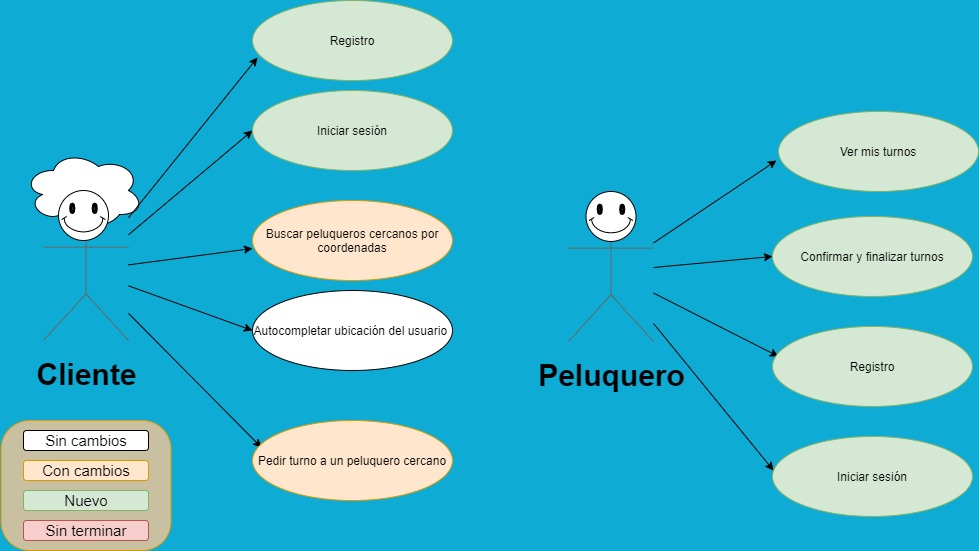 Registro
Iniciar sesión
Buscar peluqueros cercanos por
coordenadas
Autocompletar ubicación del usuario
Pedir turno a un peluquero cercano
Cliente
Sin cambios
Con cambios
Nuevo
Sin terminar
Ver mis turnos
Confirmar y finalizar turnos
Registro
Iniciar sesión
Peluquero